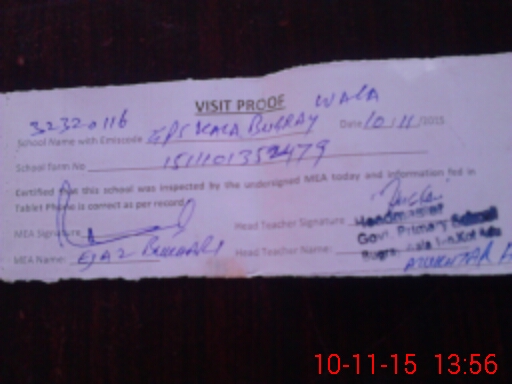 VISIT PROOF
32320116 GPS KALA BUGRAY WALA
School Name with Emiscode Date 10/11/2015
School form No 151101352479
Certified that this school was inspected by the undersigned MEA today and information fed in
Tablet Phone is correct as per record
MEA Signature Head Teacher Signature
Headmaster
Govt. Primary School
MEA Name: EJAZ BUKHARI Head Teacher Name:
MUKHTAR
10-11-15 13:56